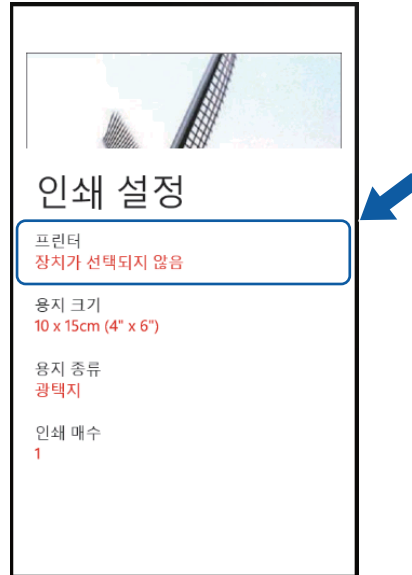 인쇄 설정
프린터
장치가 선택되지 않음
용지 크기
10 x 15cm (4" x 6")
용지 종류
광택지
인쇄 매수
1